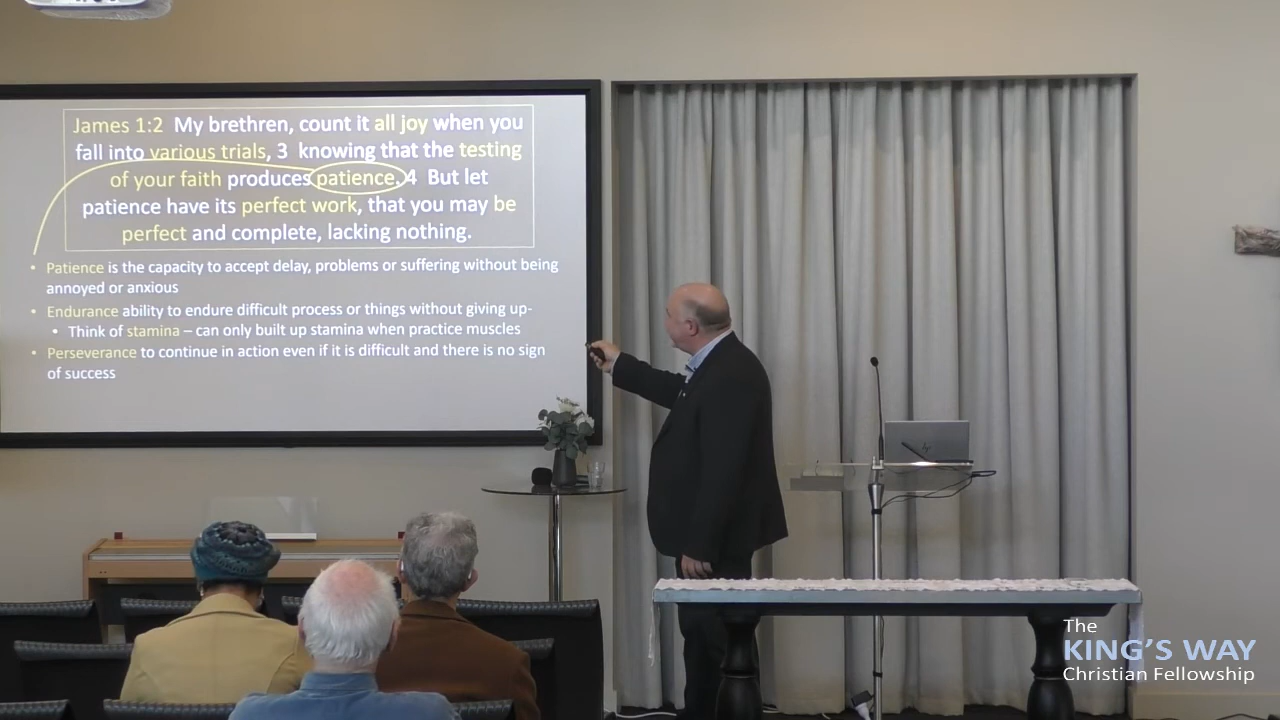 James 1:2 My brethren, count it all joy when you
fall into various trials, 3 knowing that the testing
of your faith produces patience. 4 But let
patience have its perfect work, that you may be
perfect and complete, lacking nothing.
• Patience is the capacity to accept delay, problems or suffering without being
annoyed or anxious
• Endurance ability to endure difficult process or things without giving up-
• Think of stamina – can only built up stamina when practice muscles
• Perseverance to continue in action even if it is difficult and there is no sign
of success
hp
The
KING'S WAY
Christian Fellowship